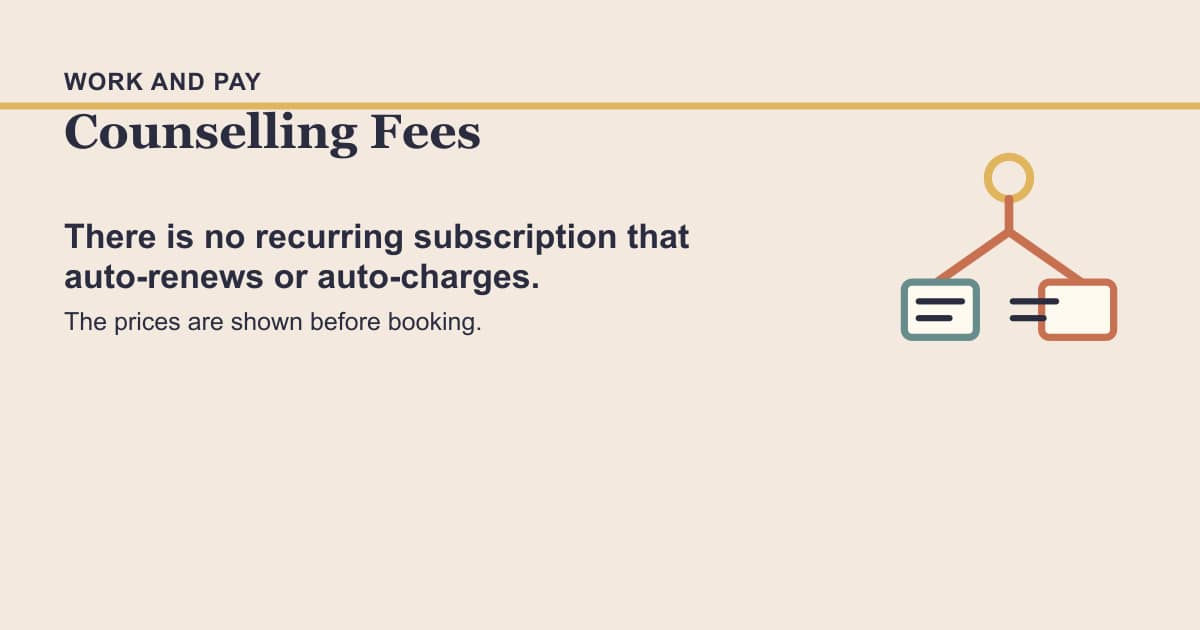 WORK AND PAY
Counselling Fees
There is no recurring subscription that
auto-renews or auto-charges.
The prices are shown before booking.